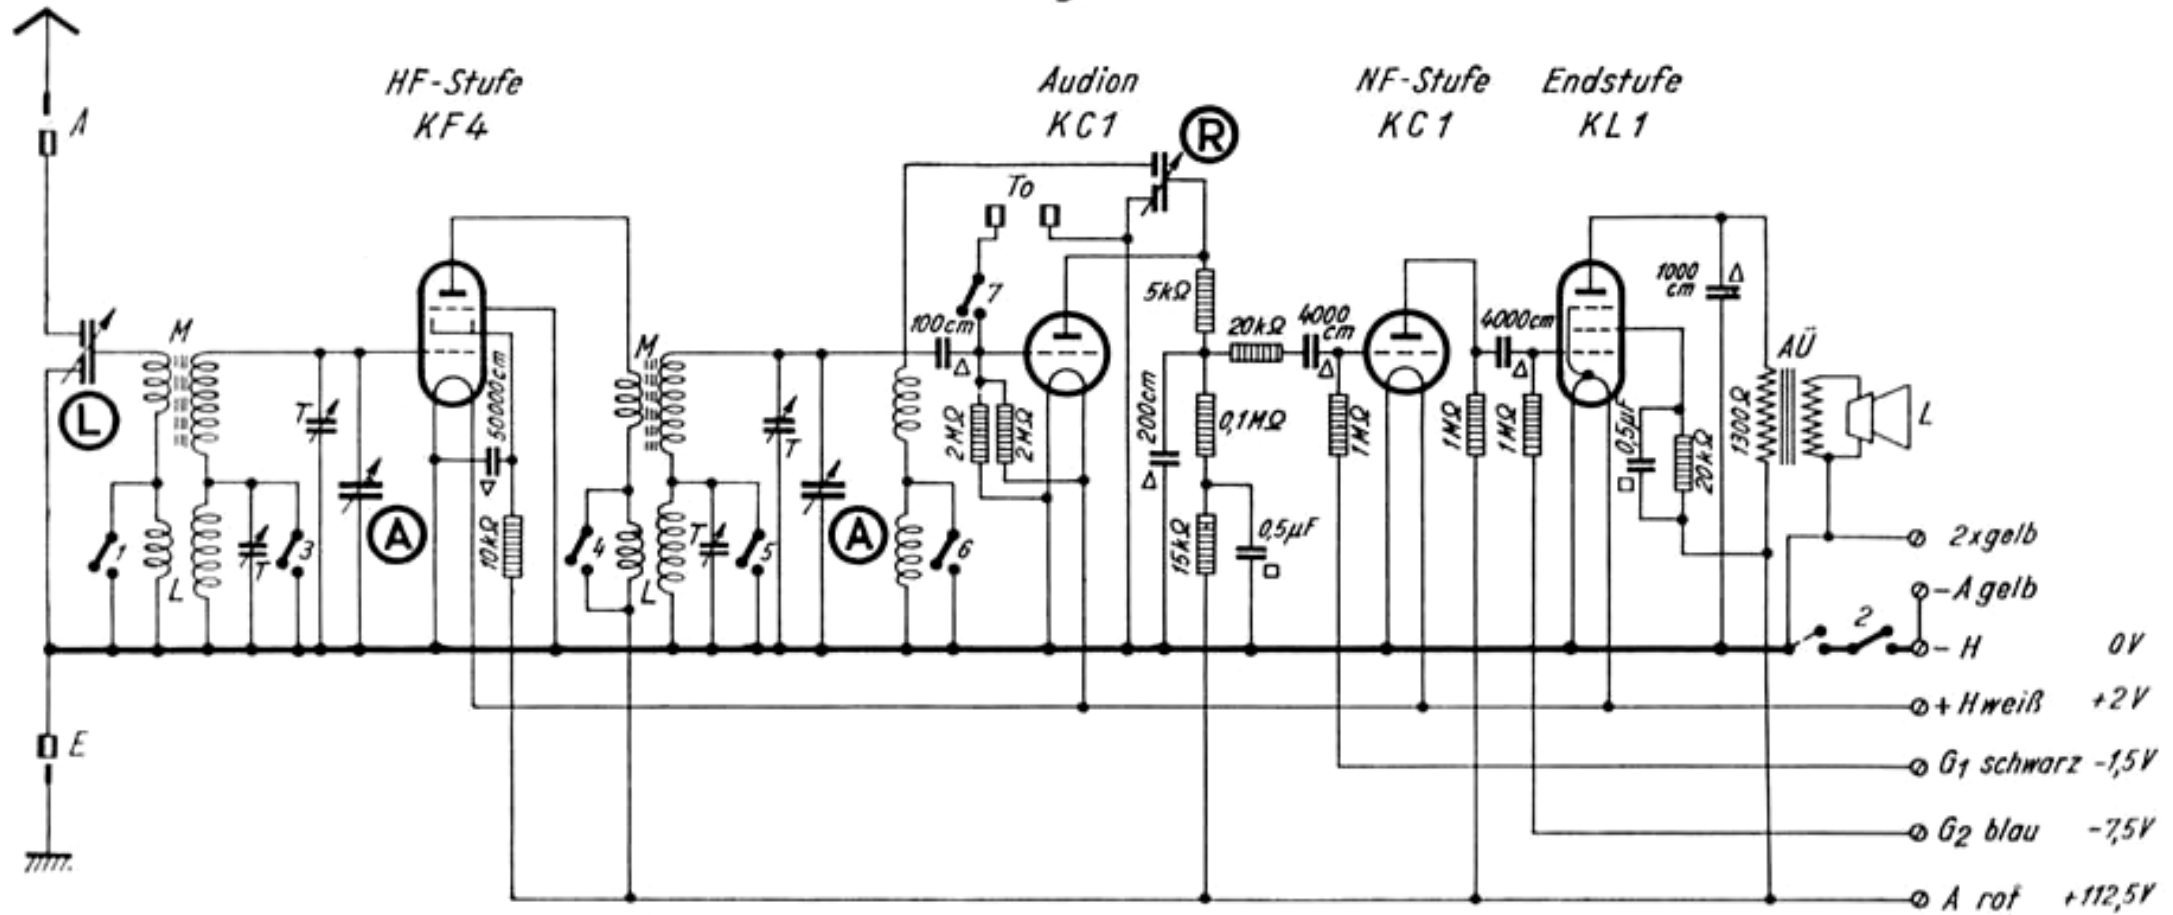 HF-Stufe
KF4
Audion
KC1
NF-Stufe
KC1
Endstufe
KL1
R
A
To
M
L
T
A
1
L
T
3
50000cm
10kΩ
M
4
L
T
T
5
A
6
7
100cm
2MΩ
2MΩ
5kΩ
20kΩ
4000
cm
200cm
0,1MΩ
15kΩ
0,5µF
1MΩ
1MΩ
4000cm
1MΩ
1000
cm
0,5µF
20kΩ
1300Ω
AÜ
L
2xgelb
-A gelb
2
-H 0V
+H weiß +2V
G1 schwarz -1,5V
G2 blau -7,5V
A rot +112,5V
E